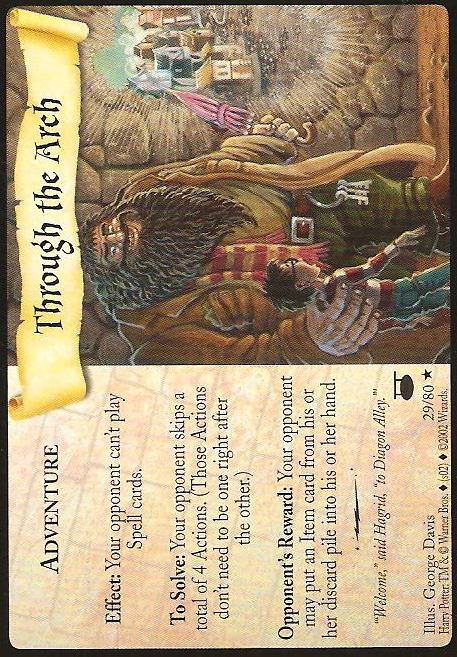 Through the Arch
ADVENTURE
Effect: Your opponent can't play
Spell cards.
To Solve: Your opponent skips a
total of 4 Actions. (Those Actions
don't need to be one right after
the other.)
Opponent's Reward: Your opponent
may put an Item card from his or
her discard pile into his or her hand.
"Welcome," said Hagrid, "to Diagon Alley."
Illus. George Davis
29/80 ★
Harry Potter, TM & © Warner Bros. ♦ (s02) ♦ ©2002 Wizards.